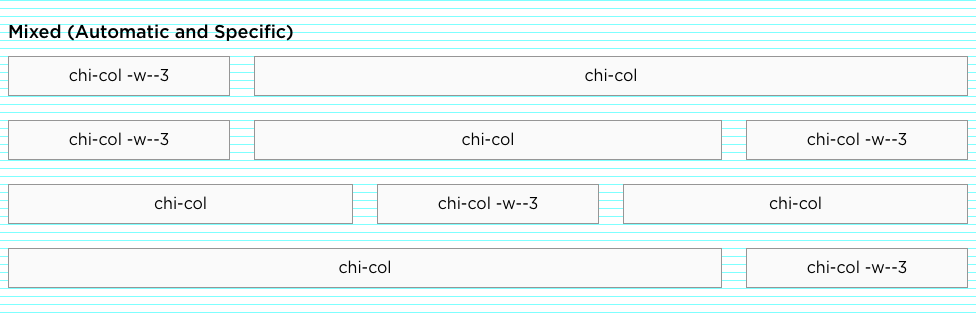 Mixed (Automatic and Specific)
chi-col -w--3 chi-col
chi-col -w--3 chi-col chi-col -w--3
chi-col chi-col -w--3 chi-col
chi-col chi-col -w--3